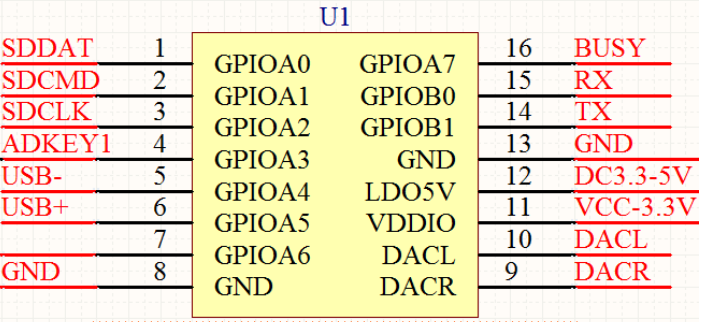 U1
SDDAT 1 GPIOA0 GPIOA7 16 BUSY
SDCMD 2 GPIOA1 GPIOB0 15 RX
SDCLK 3 GPIOA2 GPIOB1 14 TX
ADKEY1 4 GPIOA3 GND 13 GND
USB- 5 GPIOA4 LDO5V 12 DC3.3-5V
USB+ 6 GPIOA5 VDDIO 11 VCC-3.3V
7 GPIOA6 DACL 10 DACL
GND 8 GND DACR 9 DACR